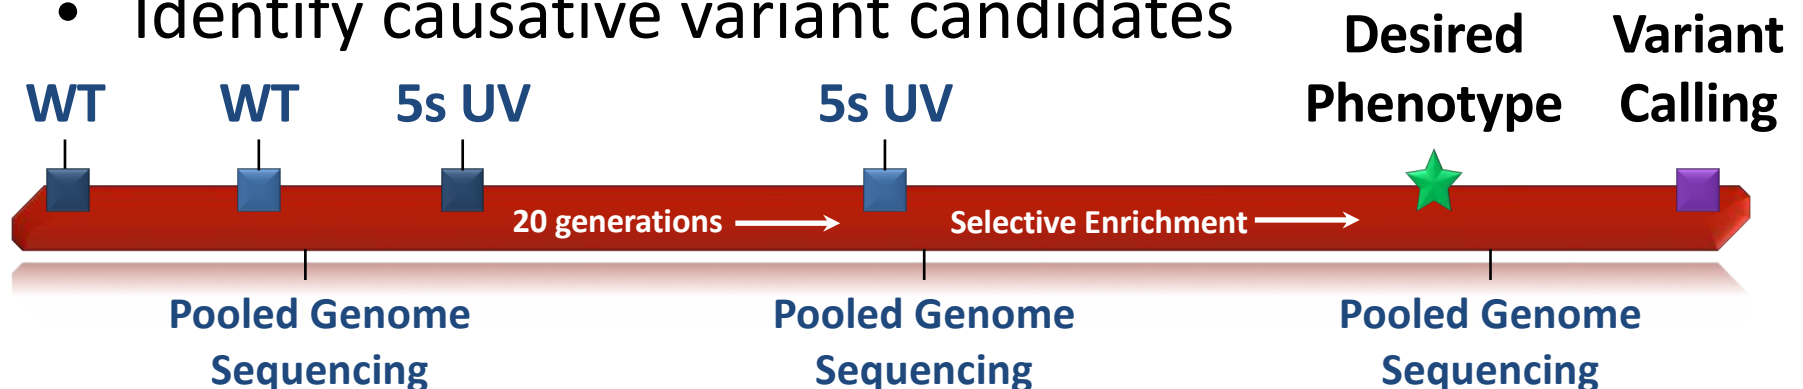 • Identify causative variant candidates
Desired Phenotype
Variant Calling
WT
WT
5s UV
5s UV
20 generations
Selective Enrichment
Pooled Genome Sequencing
Pooled Genome Sequencing
Pooled Genome Sequencing